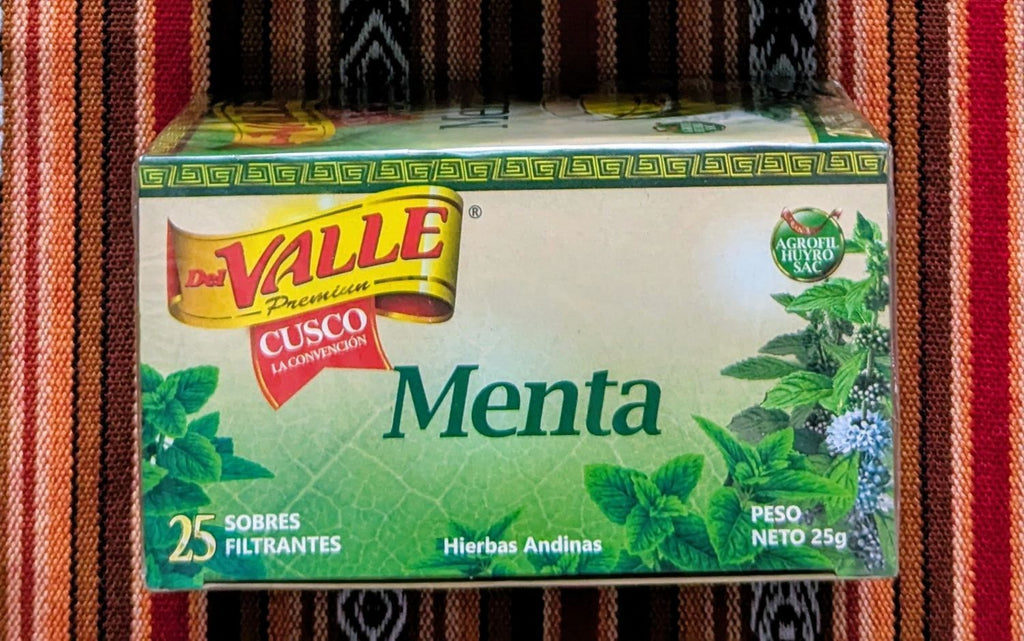 Del VALLE ®
Premium
CUSCO
LA CONVENCIÓN
AGROFIL
HUYRO
SAC
Menta
25 SOBRES
FILTRANTES
Hierbas Andinas
PESO
NETO 25g